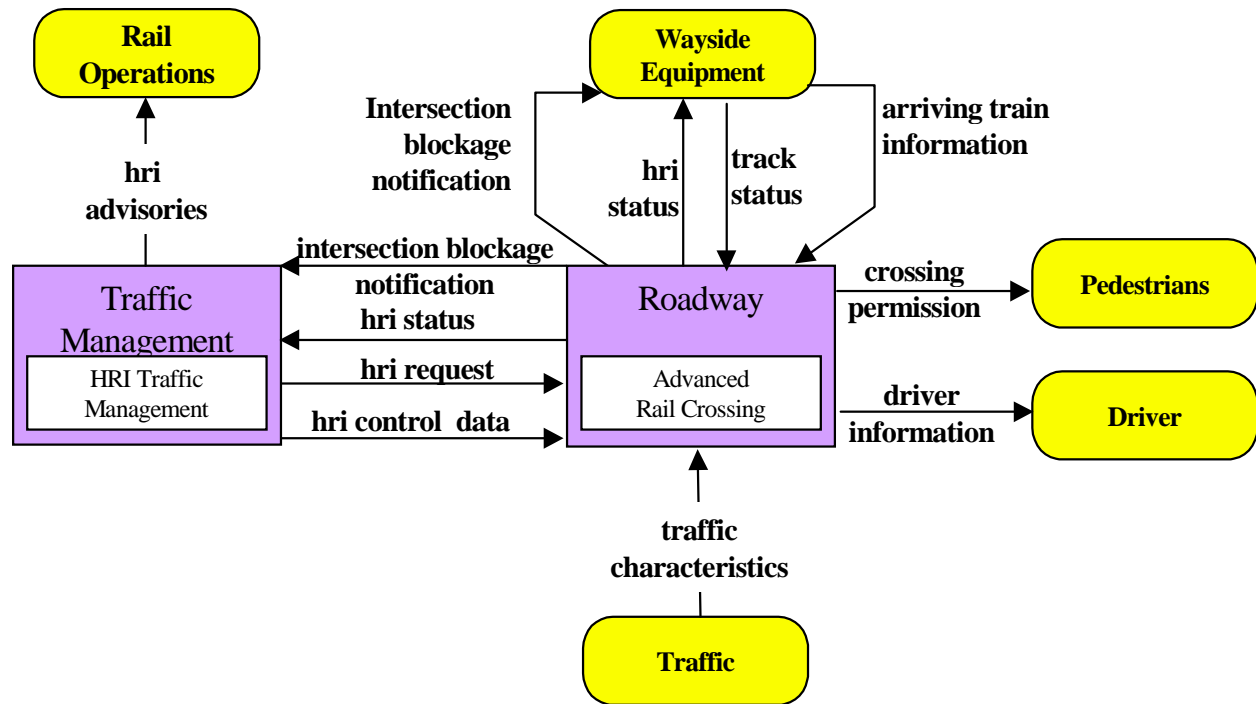 Rail
Operations
Wayside
Equipment
Intersection
blockage
notification
arriving train
information
hri
status
track
status
hri
advisories
intersection blockage
notification
hri status
hri request
hri control data
Traffic
Management
HRI Traffic
Management
Roadway
Advanced
Rail Crossing
crossing
permission
Pedestrians
driver
information
Driver
traffic
characteristics
Traffic